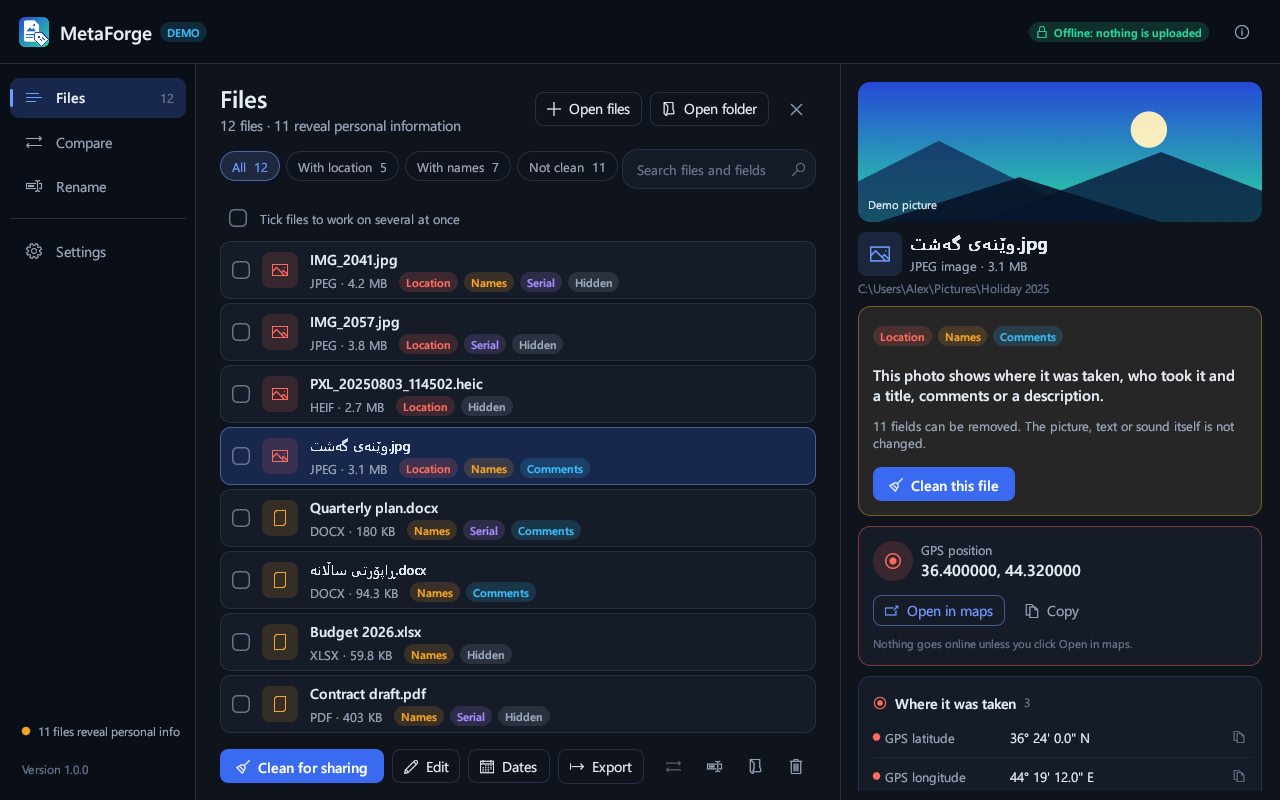 MetaForge DEMO
Offline: nothing is uploaded
Files 12
Compare
Rename
Settings
11 files reveal personal info
Version 1.0.0
Files
12 files · 11 reveal personal information
Open files
Open folder
All 12
With location 5
With names 7
Not clean 11
Search files and fields
Tick files to work on several at once
IMG_2041.jpg
JPEG · 4.2 MB Location Names Serial Hidden
IMG_2057.jpg
JPEG · 3.8 MB Location Serial Hidden
PXL_20250803_114502.heic
HEIF · 2.7 MB Location Hidden
وێنەی گەشت.jpg
JPEG · 3.1 MB Location Names Comments
Quarterly plan.docx
DOCX · 180 KB Names Serial Comments
ڕاپۆرتی ساڵانە.docx
DOCX · 94.3 KB Names Comments
Budget 2026.xlsx
XLSX · 59.8 KB Names Hidden
Contract draft.pdf
PDF · 403 KB Names Serial Hidden
Clean for sharing
Edit
Dates
Export
Demo picture
وێنەی گەشت.jpg
JPEG image · 3.1 MB
C:\Users\Alex\Pictures\Holiday 2025
Location Names Comments
This photo shows where it was taken, who took it and
a title, comments or a description.
11 fields can be removed. The picture, text or sound itself is not
changed.
Clean this file
GPS position
36.400000, 44.320000
Open in maps
Copy
Nothing goes online unless you click Open in maps.
Where it was taken 3
GPS latitude 36° 24' 0.0" N
GPS longitude 44° 19' 12.0" E